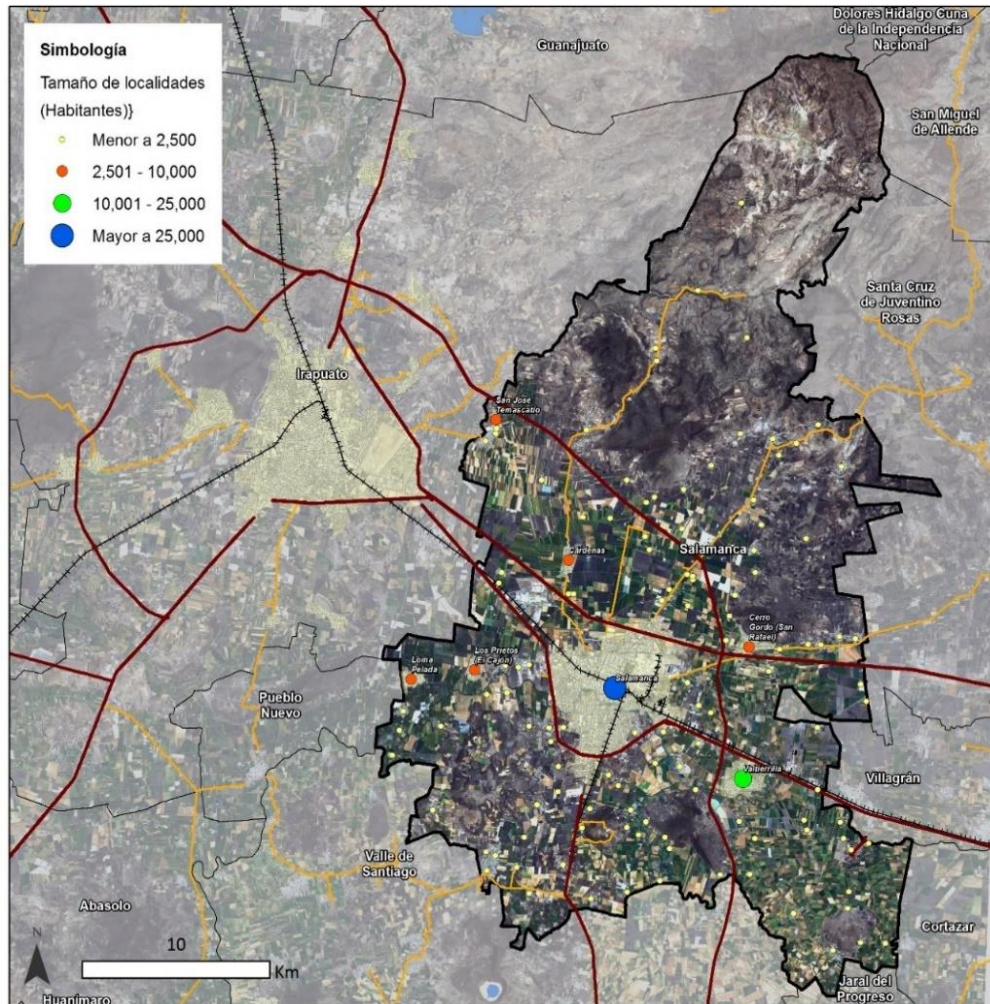 Simbología
Tamaño de localidades
(Habitantes)}
Menor a 2,500
2,501 - 10,000
10,001 - 25,000
Mayor a 25,000
Dolores Hidalgo Cuna
de la Independencia
Nacional
Guanajuato
San Miguel
de Allende
Santa Cruz
de Juventino
Rosas
Irapuato
San José
Temascatío
Salamanca
Cárdenas
Cerro
Gordo (San
Rafael)
Los Prietos
(El Cajón)
Loma
Pelada
Salamanca
Pueblo
Nuevo
Valtierrilla
Villagrán
Valle de
Santiago
Abasolo
Cortazar
N
10
Km
Jaral del
Progreso
Huanímaro